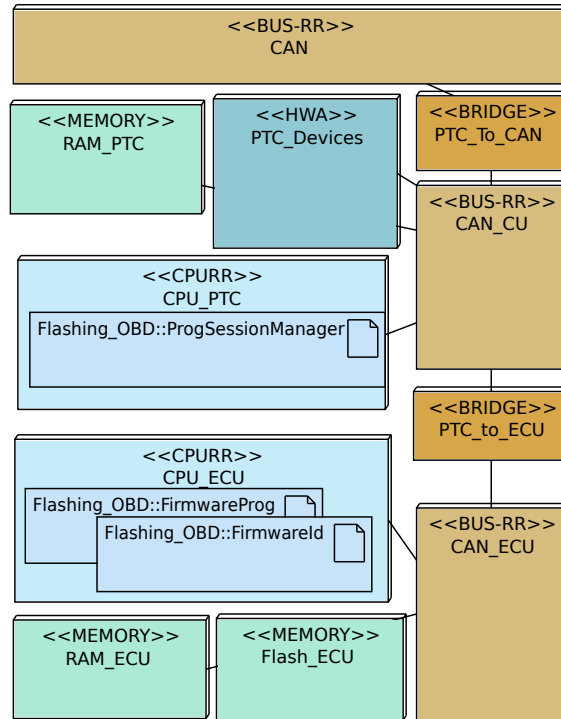 <<BUS-RR>>
CAN
<<MEMORY>>
RAM_PTC
<<HWA>>
PTC_Devices
<<BRIDGE>>
PTC_To_CAN
<<BUS-RR>>
CAN_CU
<<CPURR>>
CPU_PTC
Flashing_OBD::ProgSessionManager
<<BRIDGE>>
PTC_to_ECU
<<CPURR>>
CPU_ECU
Flashing_OBD::FirmwareProg
Flashing_OBD::FirmwareId
<<BUS-RR>>
CAN_ECU
<<MEMORY>>
RAM_ECU
<<MEMORY>>
Flash_ECU